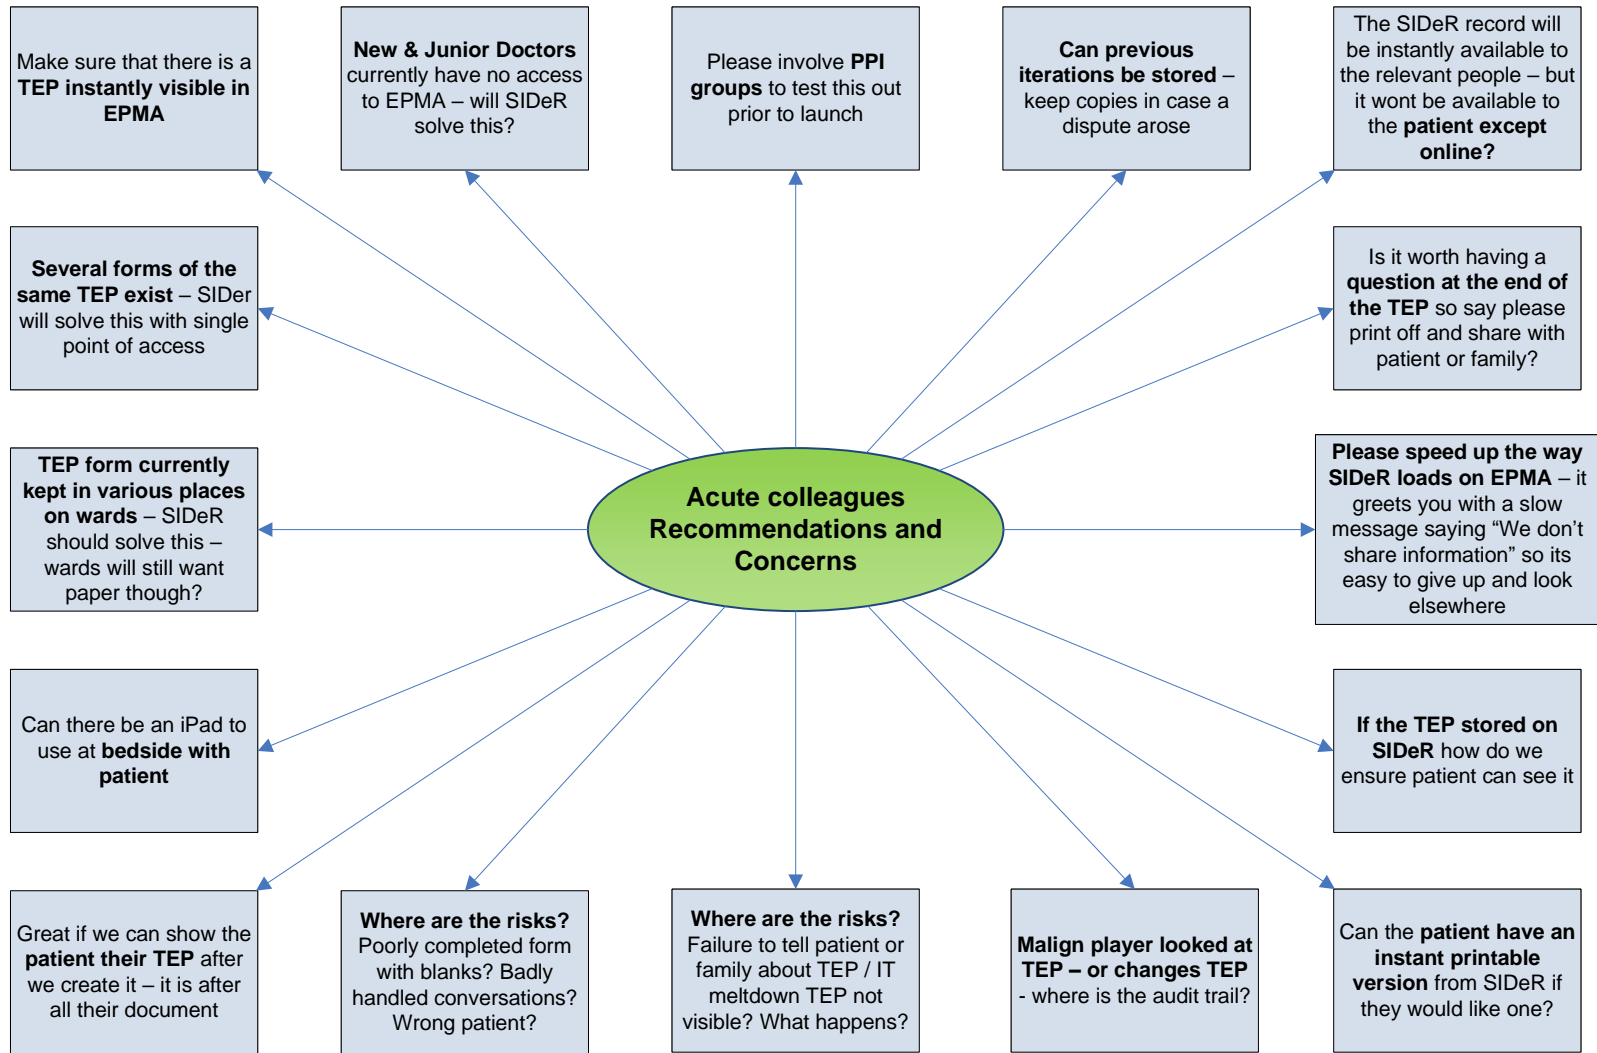 Make sure that there is a
TEP instantly visible in
EPMA
New & Junior Doctors
currently have no access
to EPMA – will SIDeR
solve this?
Please involve PPI
groups to test this out
prior to launch
Can previous
iterations be stored –
keep copies in case a
dispute arose
The SIDeR record will
be instantly available to
the relevant people – but
it wont be available to
the patient except
online?
Several forms of the
same TEP exist – SIDer
will solve this with single
point of access
Is it worth having a
question at the end of
the TEP so say please
print off and share with
patient or family?
TEP form currently
kept in various places
on wards – SIDeR
should solve this –
wards will still want
paper though?
Acute colleagues
Recommendations and
Concerns
Please speed up the way
SIDeR loads on EPMA – it
greets you with a slow
message saying “We don’t
share information” so its
easy to give up and look
elsewhere
Can there be an iPad to
use at bedside with
patient
If the TEP stored on
SIDeR how do we
ensure patient can see it
Great if we can show the
patient their TEP after
we create it – it is after
all their document
Where are the risks?
Poorly completed form
with blanks? Badly
handled conversations?
Wrong patient?
Where are the risks?
Failure to tell patient or
family about TEP / IT
meltdown TEP not
visible? What happens?
Malign player looked at
TEP – or changes TEP
- where is the audit trail?
Can the patient have an
instant printable
version from SIDeR if
they would like one?